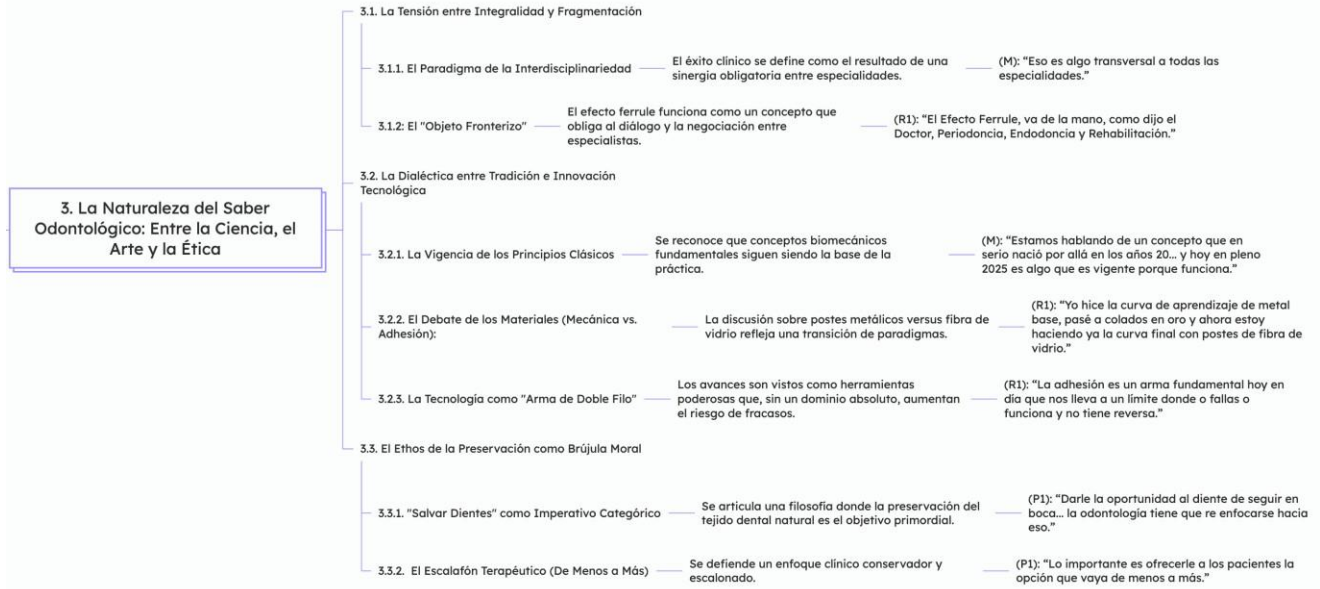 3. La Naturaleza del Saber
Odontológico: Entre la Ciencia, el
Arte y la Ética
3.1. La Tensión entre Integralidad y Fragmentación
3.1.1. El Paradigma de la Interdisciplinariedad
El éxito clínico se define como el resultado de una
sinergia obligatoria entre especialidades.
(M): “Eso es algo transversal a todas las
especialidades.”
3.1.2: El "Objeto Fronterizo"
El efecto ferrule funciona como un concepto que
obliga al diálogo y la negociación entre
especialistas.
(R1): “El Efecto Ferrule, va de la mano, como dijo el
Doctor, Periodoncia, Endodoncia y Rehabilitación.”
3.2. La Dialéctica entre Tradición e Innovación
Tecnológica
3.2.1. La Vigencia de los Principios Clásicos
Se reconoce que conceptos biomecánicos
fundamentales siguen siendo la base de la
práctica.
(M): “Estamos hablando de un concepto que en
serio nació por allá en los años 20... y hoy en pleno
2025 es algo que es vigente porque funciona.”
3.2.2. El Debate de los Materiales (Mecánica vs.
Adhesión):
La discusión sobre postes metálicos versus fibra de
vidrio refleja una transición de paradigmas.
(R1): “Yo hice la curva de aprendizaje de metal
base, pasé a colados en oro y ahora estoy
haciendo ya la curva final con postes de fibra de
vidrio.”
3.2.3. La Tecnología como "Arma de Doble Filo"
Los avances son vistos como herramientas
poderosas que, sin un dominio absoluto, aumentan
el riesgo de fracasos.
(R1): “La adhesión es un arma fundamental hoy en
día que nos lleva a un límite donde o fallas o
funciona y no tiene reversa.”
3.3. El Ethos de la Preservación como Brújula Moral
3.3.1. "Salvar Dientes" como Imperativo Categórico
Se articula una filosofía donde la preservación del
tejido dental natural es el objetivo primordial.
(P1): “Darle la oportunidad al diente de seguir en
boca... la odontología tiene que re enfocarse hacia
eso.”
3.3.2. El Escalafón Terapéutico (De Menos a Más)
Se defiende un enfoque clínico conservador y
escalonado.
(P1): “Lo importante es ofrecerle a los pacientes la
opción que vaya de menos a más.”